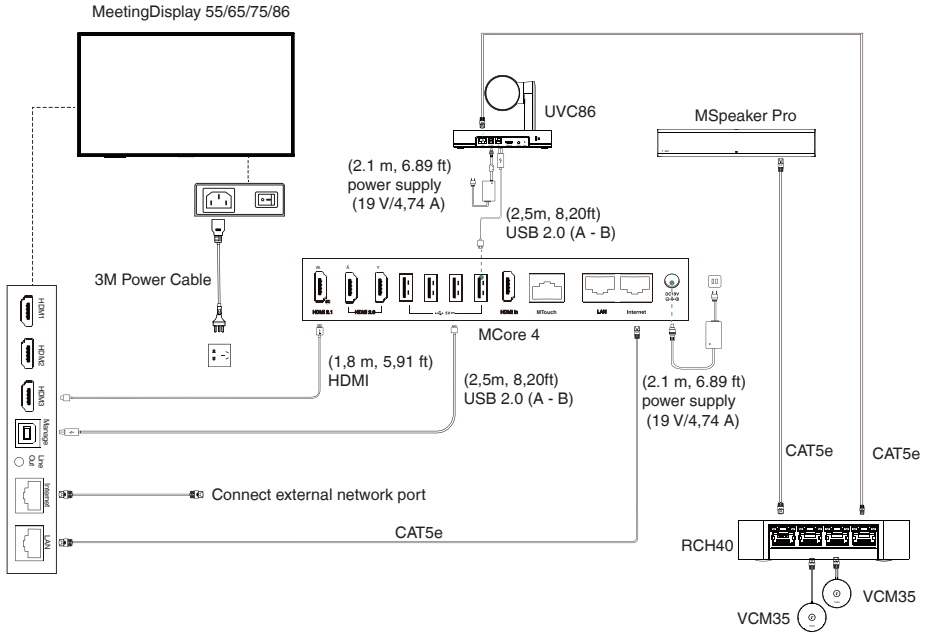 MeetingDisplay 55/65/75/86
UVC86
MSpeaker Pro
(2.1 m, 6.89 ft)
power supply
(19 V/4,74 A)
(2,5m, 8,20ft)
USB 2.0 (A - B)
3M Power Cable
HDMI 2.1
HDMI 2.0
5V
HDMI in
MTouch
LAN
Internet
DC 19V
MCore 4
HDMI1
HDMI2
HDMI3
Manage
Line
Out
Internet
LAN
(1,8 m, 5,91 ft)
HDMI
(2,5m, 8,20ft)
USB 2.0 (A - B)
(2.1 m, 6.89 ft)
power supply
(19 V/4,74 A)
CAT5e
CAT5e
Connect external network port
CAT5e
RCH40
VCM35
VCM35